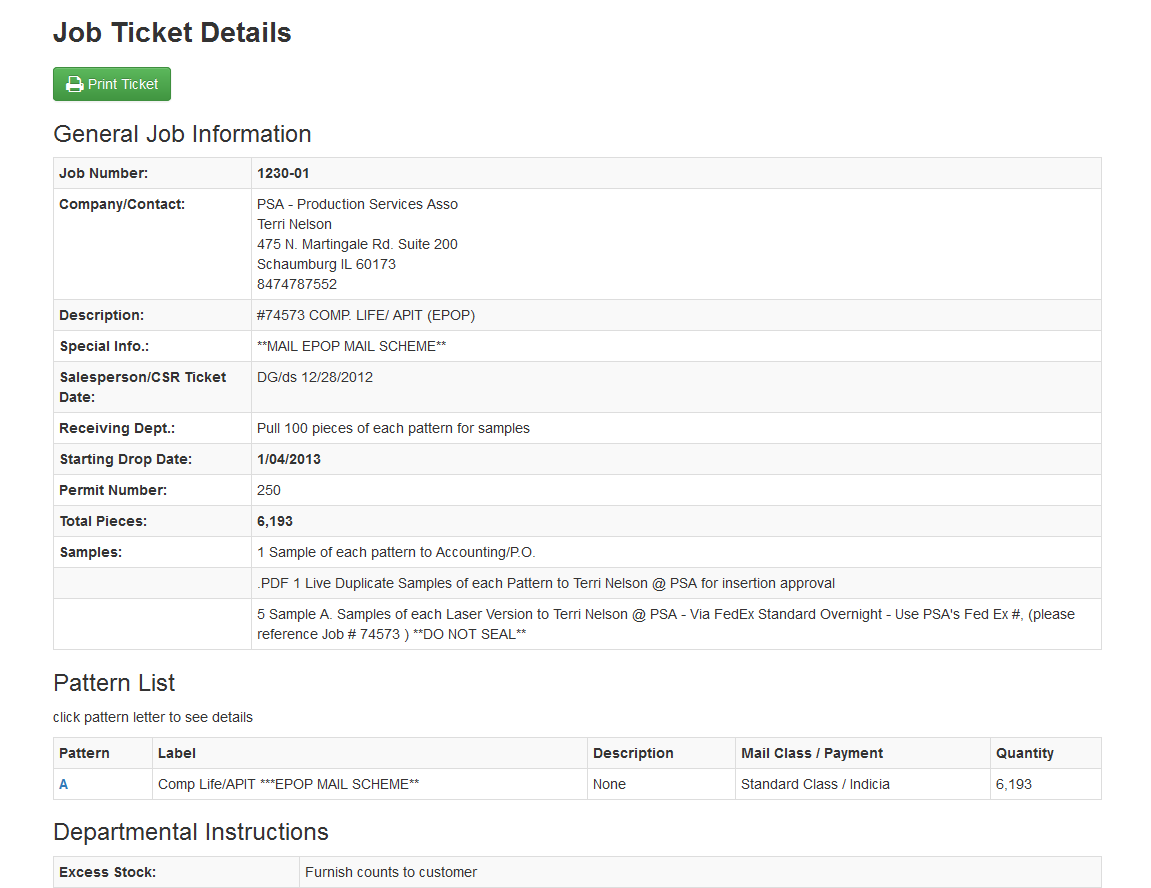 Job Ticket Details
Print Ticket
General Job Information
Job Number: 1230-01
Company/Contact: PSA - Production Services Asso
Terri Nelson
475 N. Martingale Rd. Suite 200
Schaumburg IL 60173
8474787552
Description: #74573 COMP. LIFE/ APIT (EPOP)
Special Info.: **MAIL EPOP MAIL SCHEME**
Salesperson/CSR Ticket DG/ds 12/28/2012
Date:
Receiving Dept.: Pull 100 pieces of each pattern for samples
Starting Drop Date: 1/04/2013
Permit Number: 250
Total Pieces: 6,193
Samples: 1 Sample of each pattern to Accounting/P.O.
.PDF 1 Live Duplicate Samples of each Pattern to Terri Nelson @ PSA for insertion approval
5 Sample A. Samples of each Laser Version to Terri Nelson @ PSA - Via FedEx Standard Overnight - Use PSA's Fed Ex #, (please
reference Job # 74573 ) **DO NOT SEAL**
Pattern List
click pattern letter to see details
Pattern Label Description Mail Class / Payment Quantity
A Comp Life/APIT ***EPOP MAIL SCHEME** None Standard Class / Indicia 6,193
Departmental Instructions
Excess Stock: Furnish counts to customer